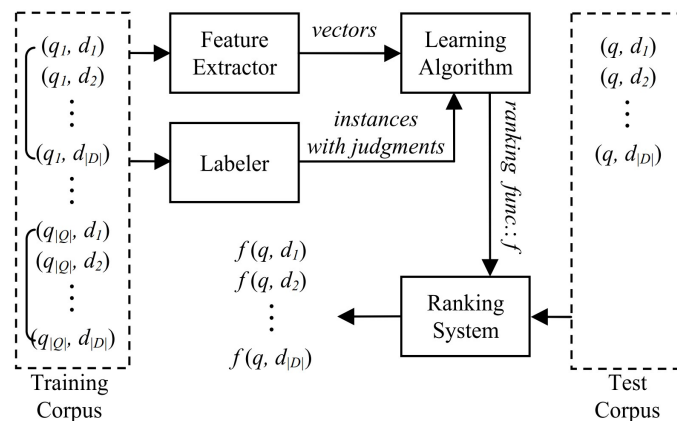 (q1, d1)
(q1, d2)
⋮
(q1, d|D|)
⋮
(q|Q|, d1)
(q|Q|, d2)
⋮
(q|Q|, d|D|)
Training
Corpus
Feature
Extractor
vectors
Labeler
instances
with judgments
Learning
Algorithm
ranking func.: f
Ranking
System
f (q, d1)
f (q, d2)
⋮
f (q, d|D|)
(q, d1)
(q, d2)
⋮
(q, d|D|)
Test
Corpus